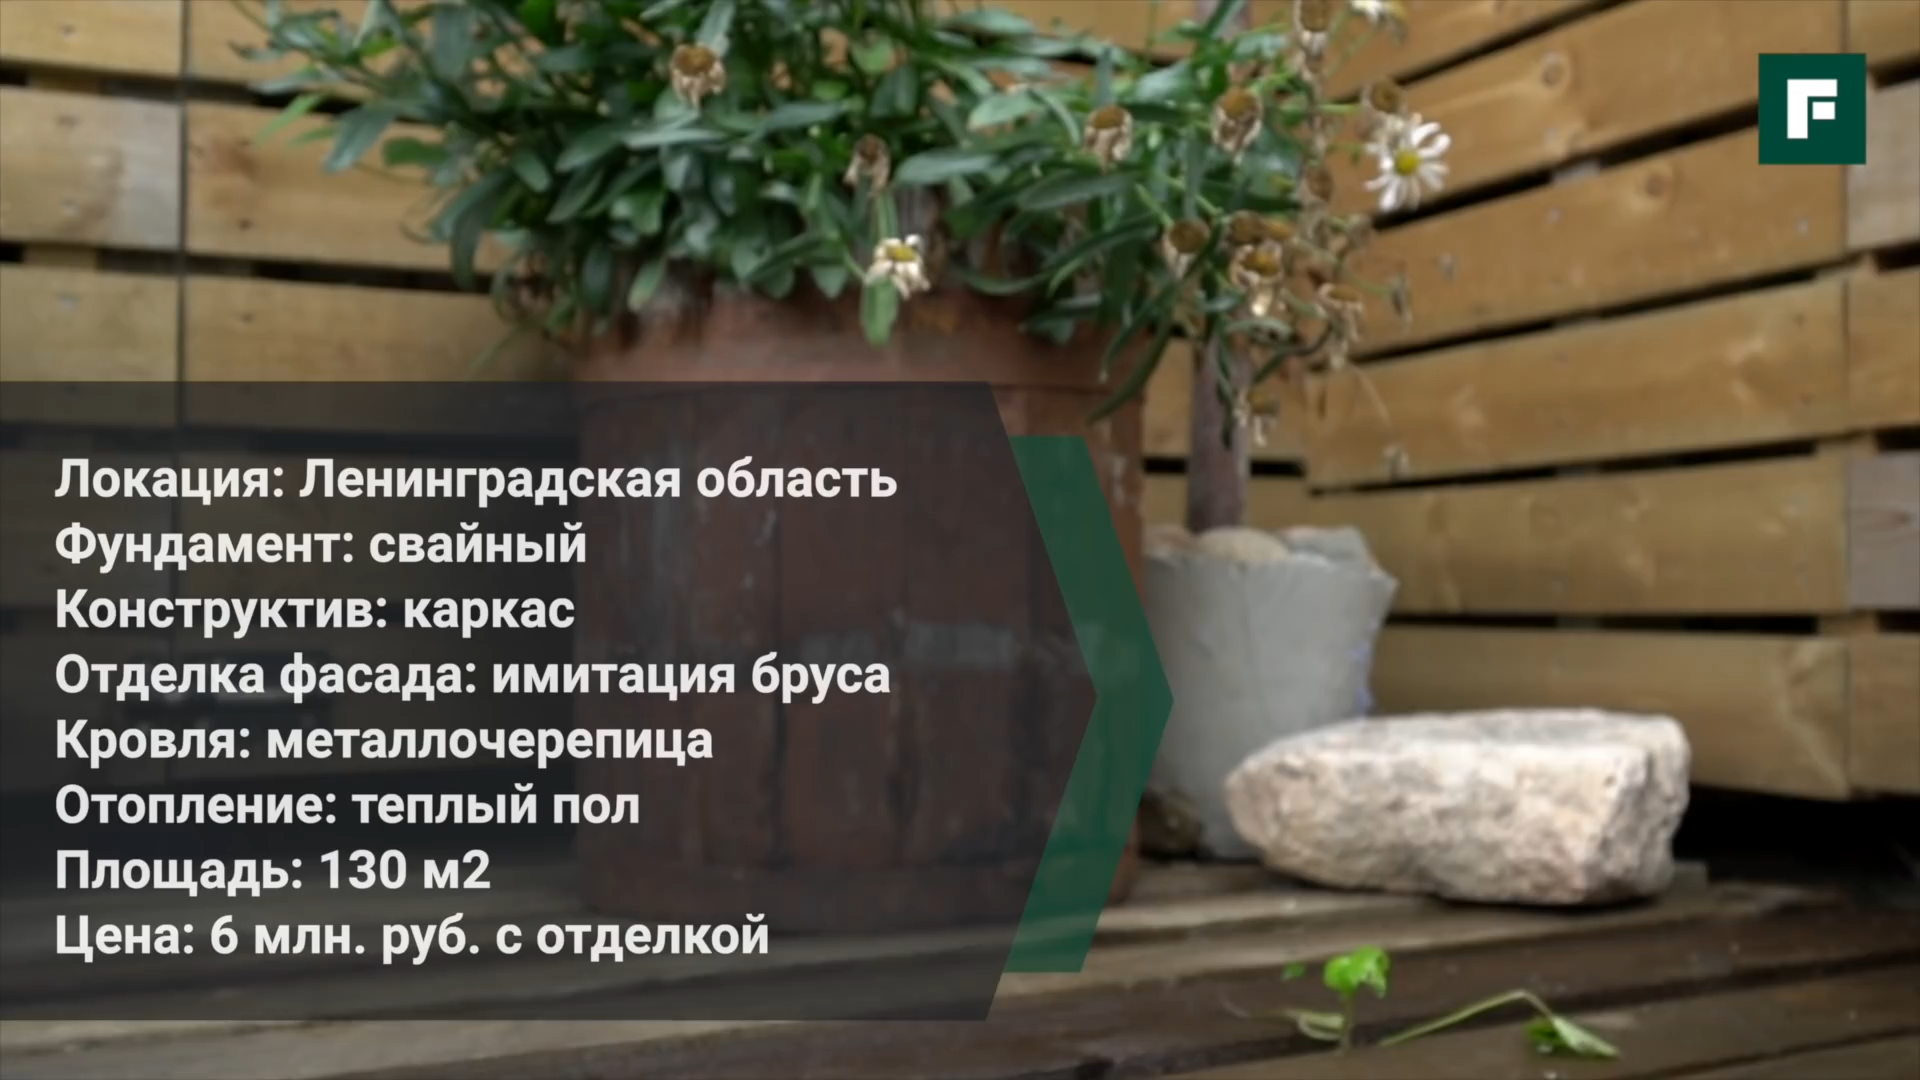 Локация: Ленинградская область
Фундамент: свайный
Конструктив: каркас
Отделка фасада: имитация бруса
Кровля: металлочерепица
Отопление: теплый пол
Площадь: 130 м2
Цена: 6 млн. руб. с отделкой